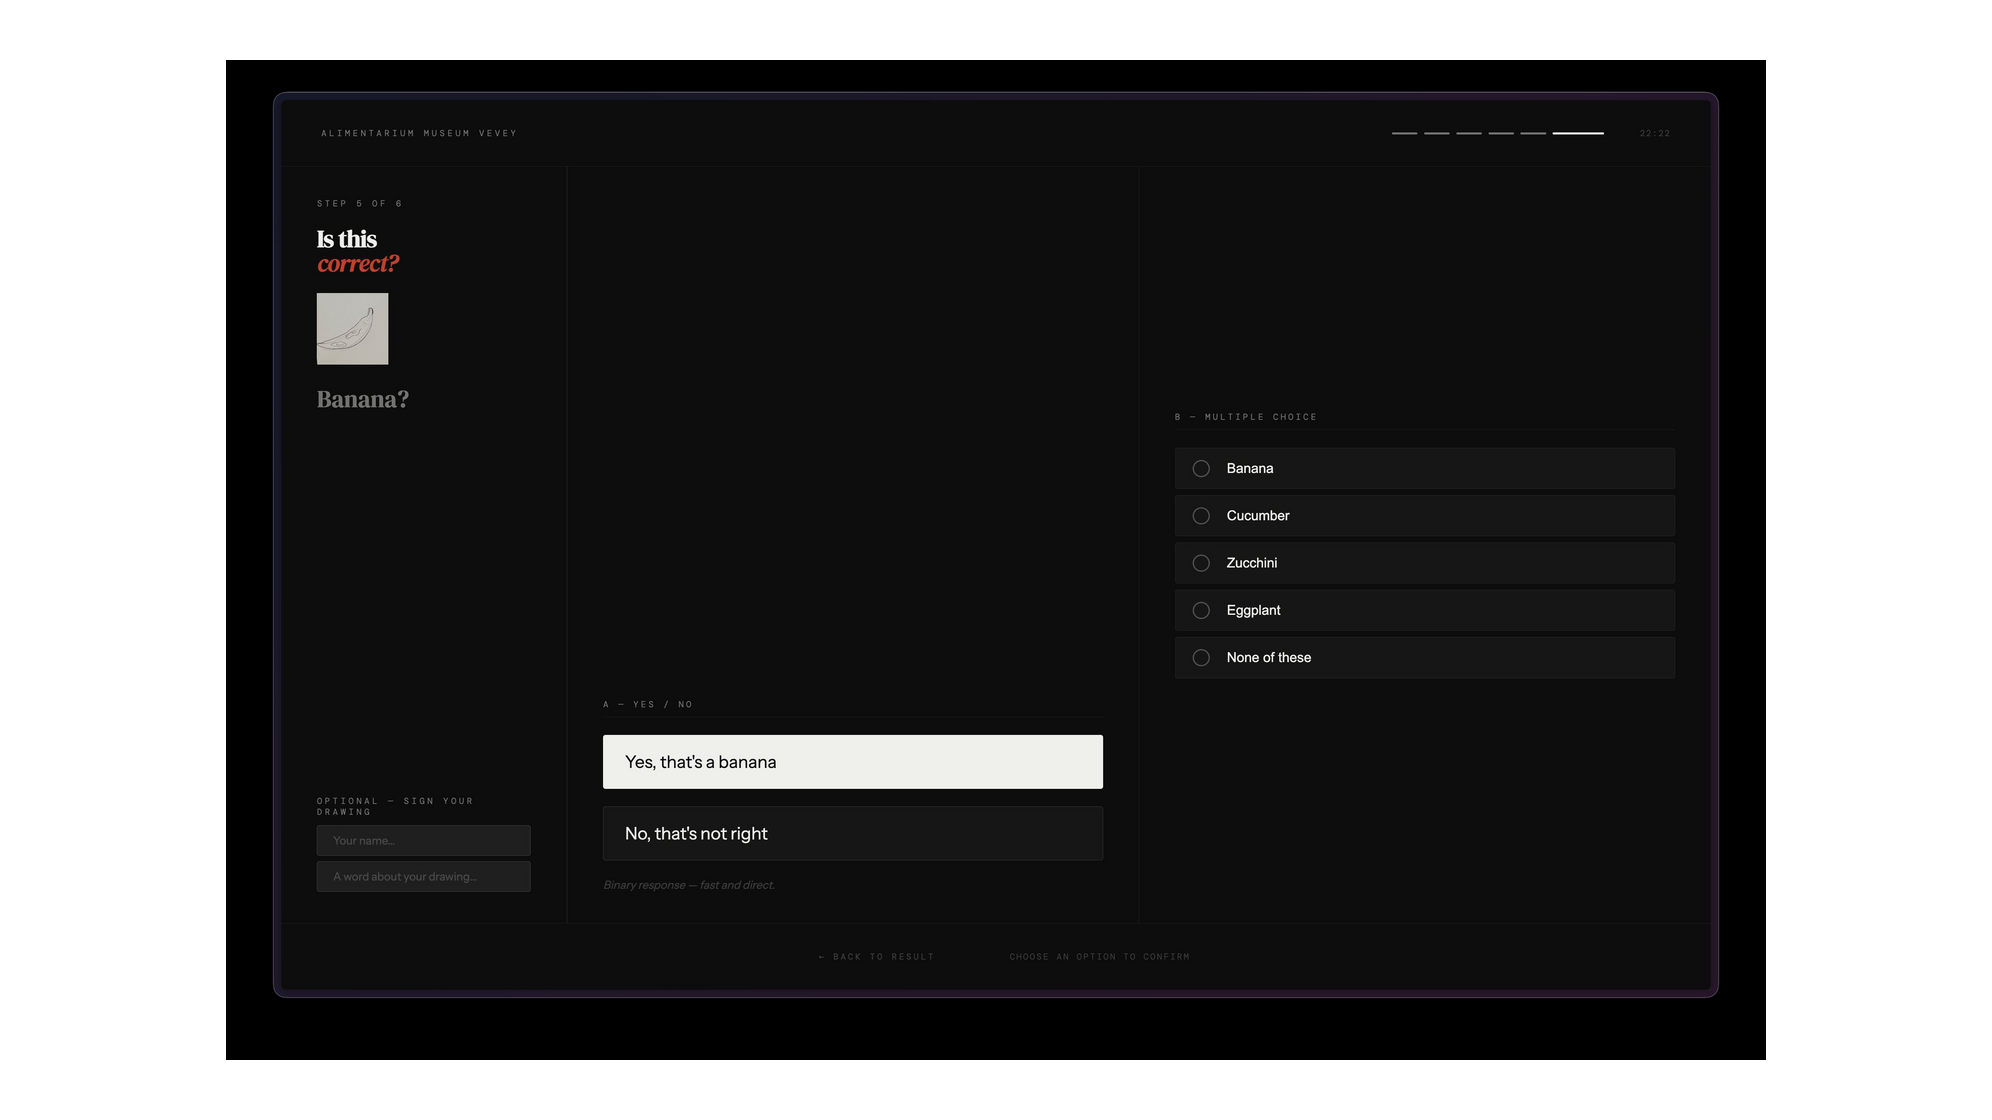 ALIMENTARIUM MUSEUM VEVEY
22:22
STEP 5 OF 6
Is this
correct?
Banana?
OPTIONAL — SIGN YOUR
DRAWING
Your name...
A word about your drawing...
A — YES / NO
Yes, that's a banana
No, that's not right
Binary response — fast and direct.
B — MULTIPLE CHOICE
Banana
Cucumber
Zucchini
Eggplant
None of these
← BACK TO RESULT
CHOOSE AN OPTION TO CONFIRM